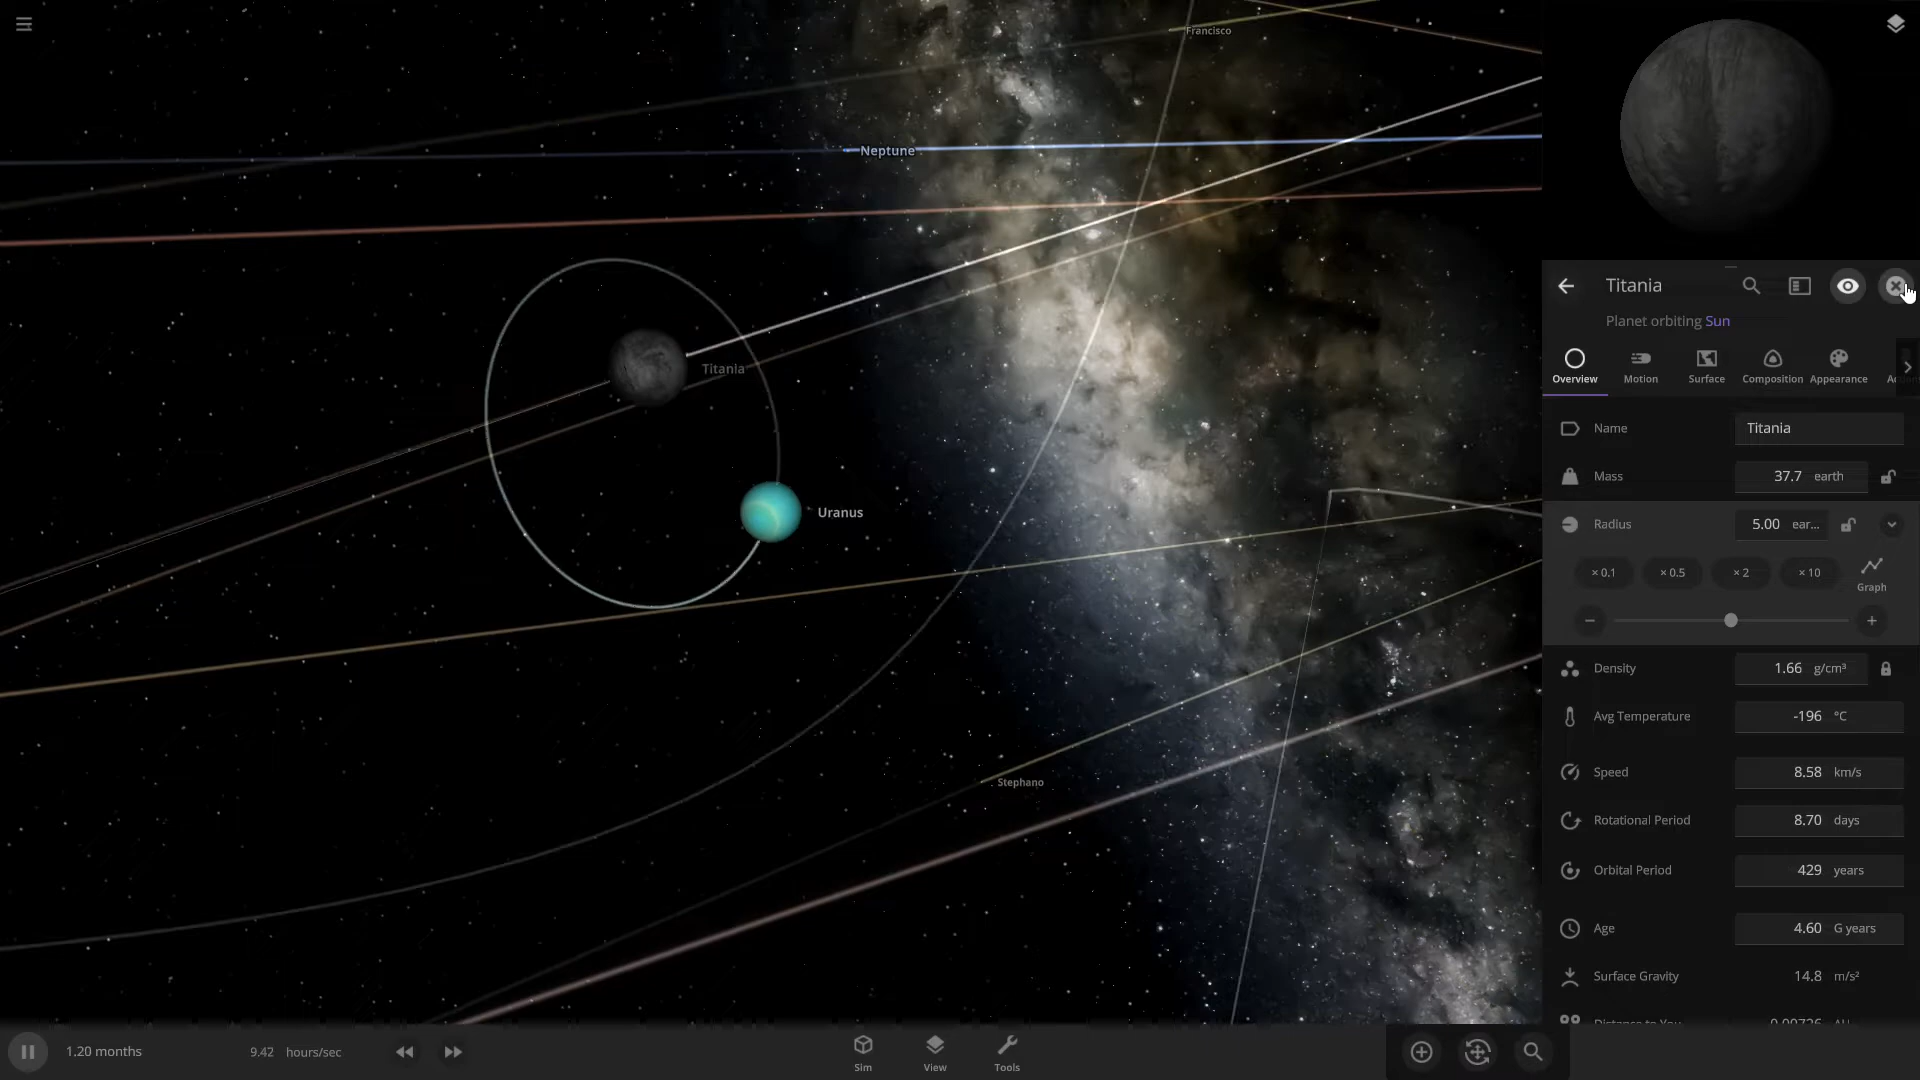 Francisco
Neptune
Titania
Uranus
Stephano
Titania
Planet orbiting Sun
Overview
Motion
Surface
Composition
Appearance
Name
Titania
Mass
37.7 earth
Radius
5.00 ear...
× 0.1
× 0.5
× 2
× 10
Graph
Density
1.66 g/cm³
Avg Temperature
-196 °C
Speed
8.58 km/s
Rotational Period
8.70 days
Orbital Period
429 years
Age
4.60 G years
Surface Gravity
14.8 m/s²
1.20 months
9.42 hours/sec
Sim
View
Tools